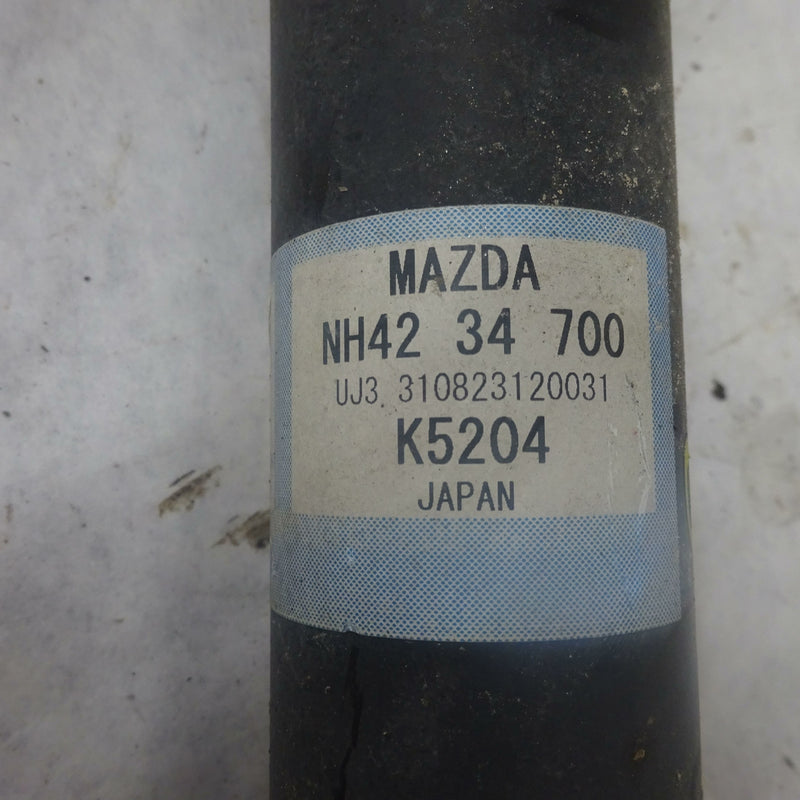 MAZDA
NH42 34 700
UJ3. 310823120031
K5204
JAPAN